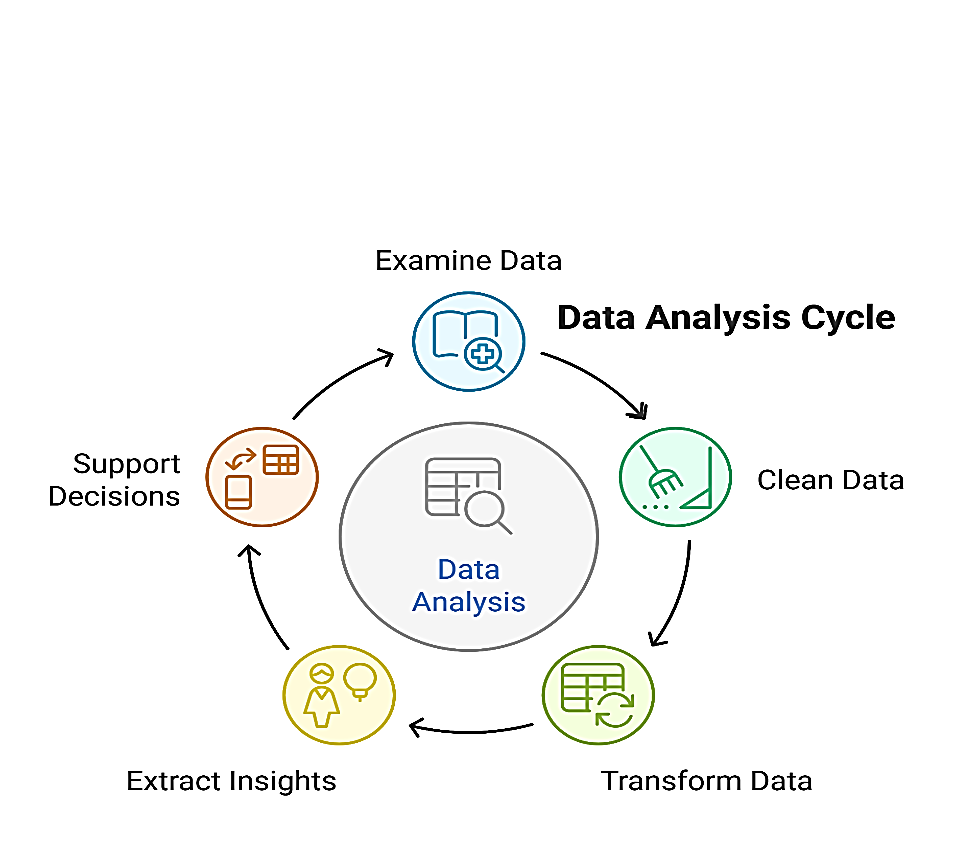 Examine Data
Data Analysis Cycle
Support
Decisions
Clean Data
Data
Analysis
Extract Insights
Transform Data